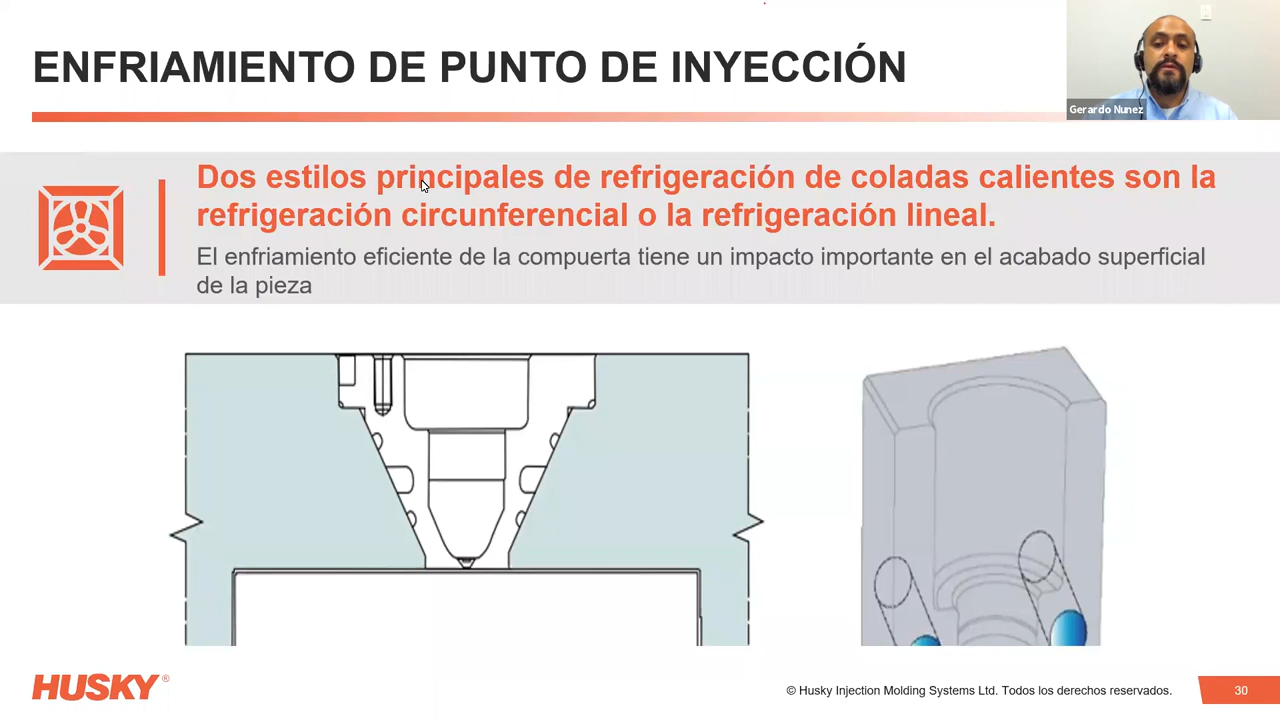 ENFRIAMIENTO DE PUNTO DE INYECCIÓN
Gerardo Nunez
Dos estilos principales de refrigeración de coladas calientes son la
refrigeración circunferencial o la refrigeración lineal.
El enfriamiento eficiente de la compuerta tiene un impacto importante en el acabado superficial
de la pieza
HUSKY®
© Husky Injection Molding Systems Ltd. Todos los derechos reservados.
30